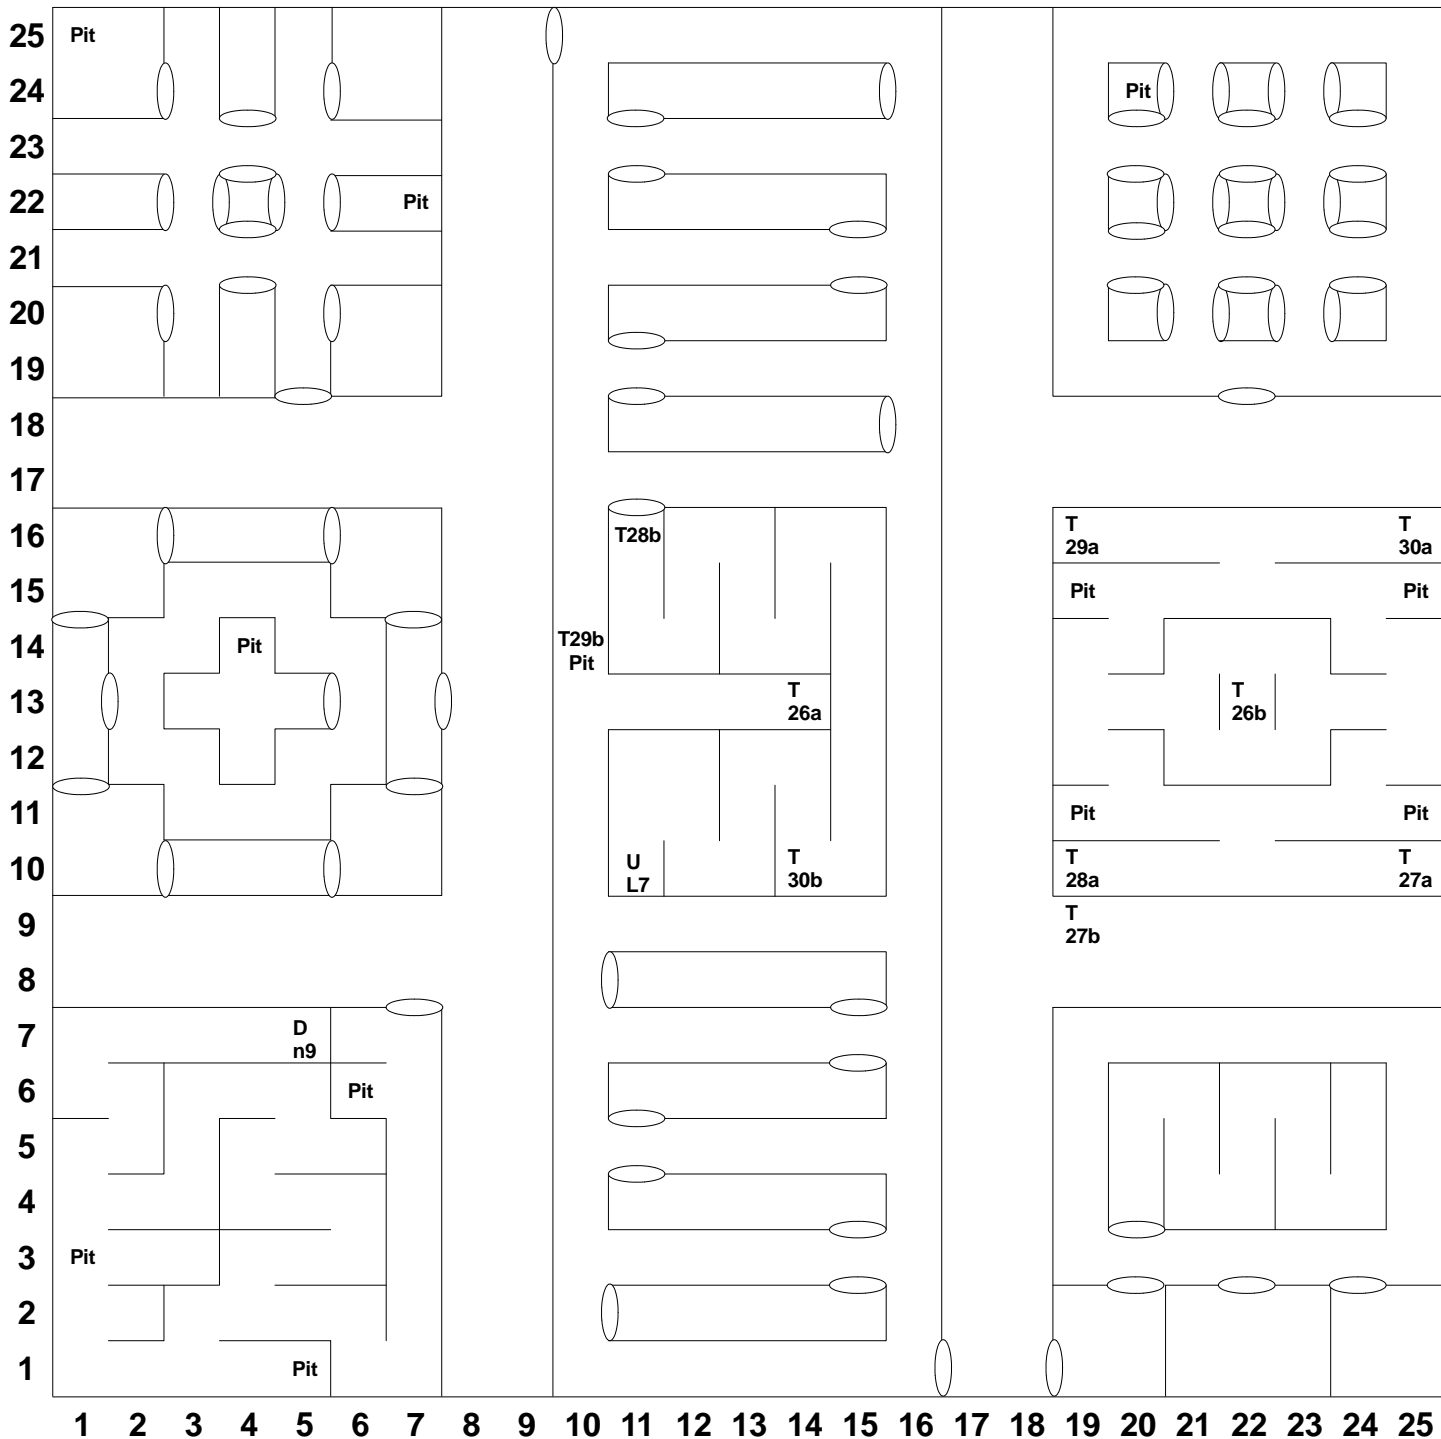 25 Pit
24 Pit
23
22 Pit
21
20
19
18
17
16 T28b T T
29a 30a
15 Pit Pit
14 Pit T29b
Pit
13 T T
26a 26b
12
11 Pit Pit
10 U T T T
L7 30b 28a 27a
9 T
27b
8
7 D
n9
6 Pit
5
4
3 Pit
2
1 Pit
1 2 3 4 5 6 7 8 9 10 11 12 13 14 15 16 17 18 19 20 21 22 23 24 25